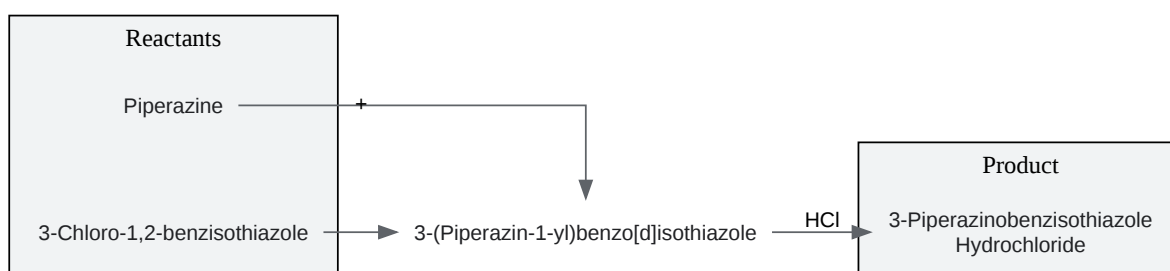 Reactants
Piperazine
+
Product
3-Chloro-1,2-benzisothiazole
3-(Piperazin-1-yl)benzo[d]isothiazole
HCl
3-Piperazinobenzisothiazole
Hydrochloride